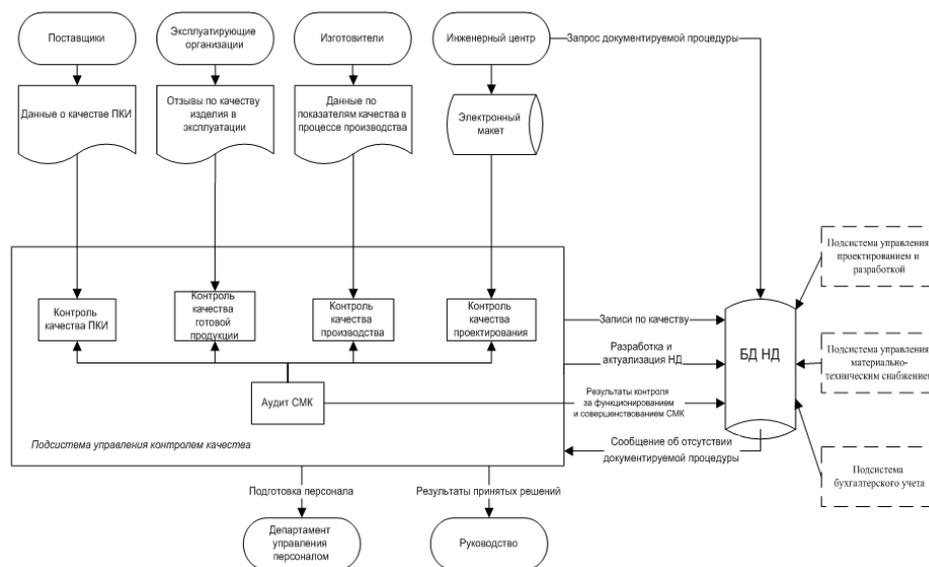 Поставщики
Эксплуатирующие
организации
Изготовители
Инженерный центр
Запрос документируемой процедуры
Данные о качестве ПКИ
Отзывы по качеству
изделия в
эксплуатации
Данные по
показателям качества в
процессе производства
Электронный
макет
Подсистема управления
проектированием и
разработкой
Контроль
качества ПКИ
Контроль
качества
готовой
продукции
Контроль
качества
производства
Контроль
качества
проектирования
Записи по качеству
Разработка и
актуализация НД
БД НД
Подсистема управления
материально-
техническим снабжением
Аудит СМК
Результаты контроля
за функционированием
и совершенствованием СМК
Подсистема управления контролем качества
Сообщение об отсутствии
документируемой процедуры
Подсистема
бухгалтерского учета
Подготовка персонала
Результаты принятых решений
Департамент
управления
персоналом
Руководство